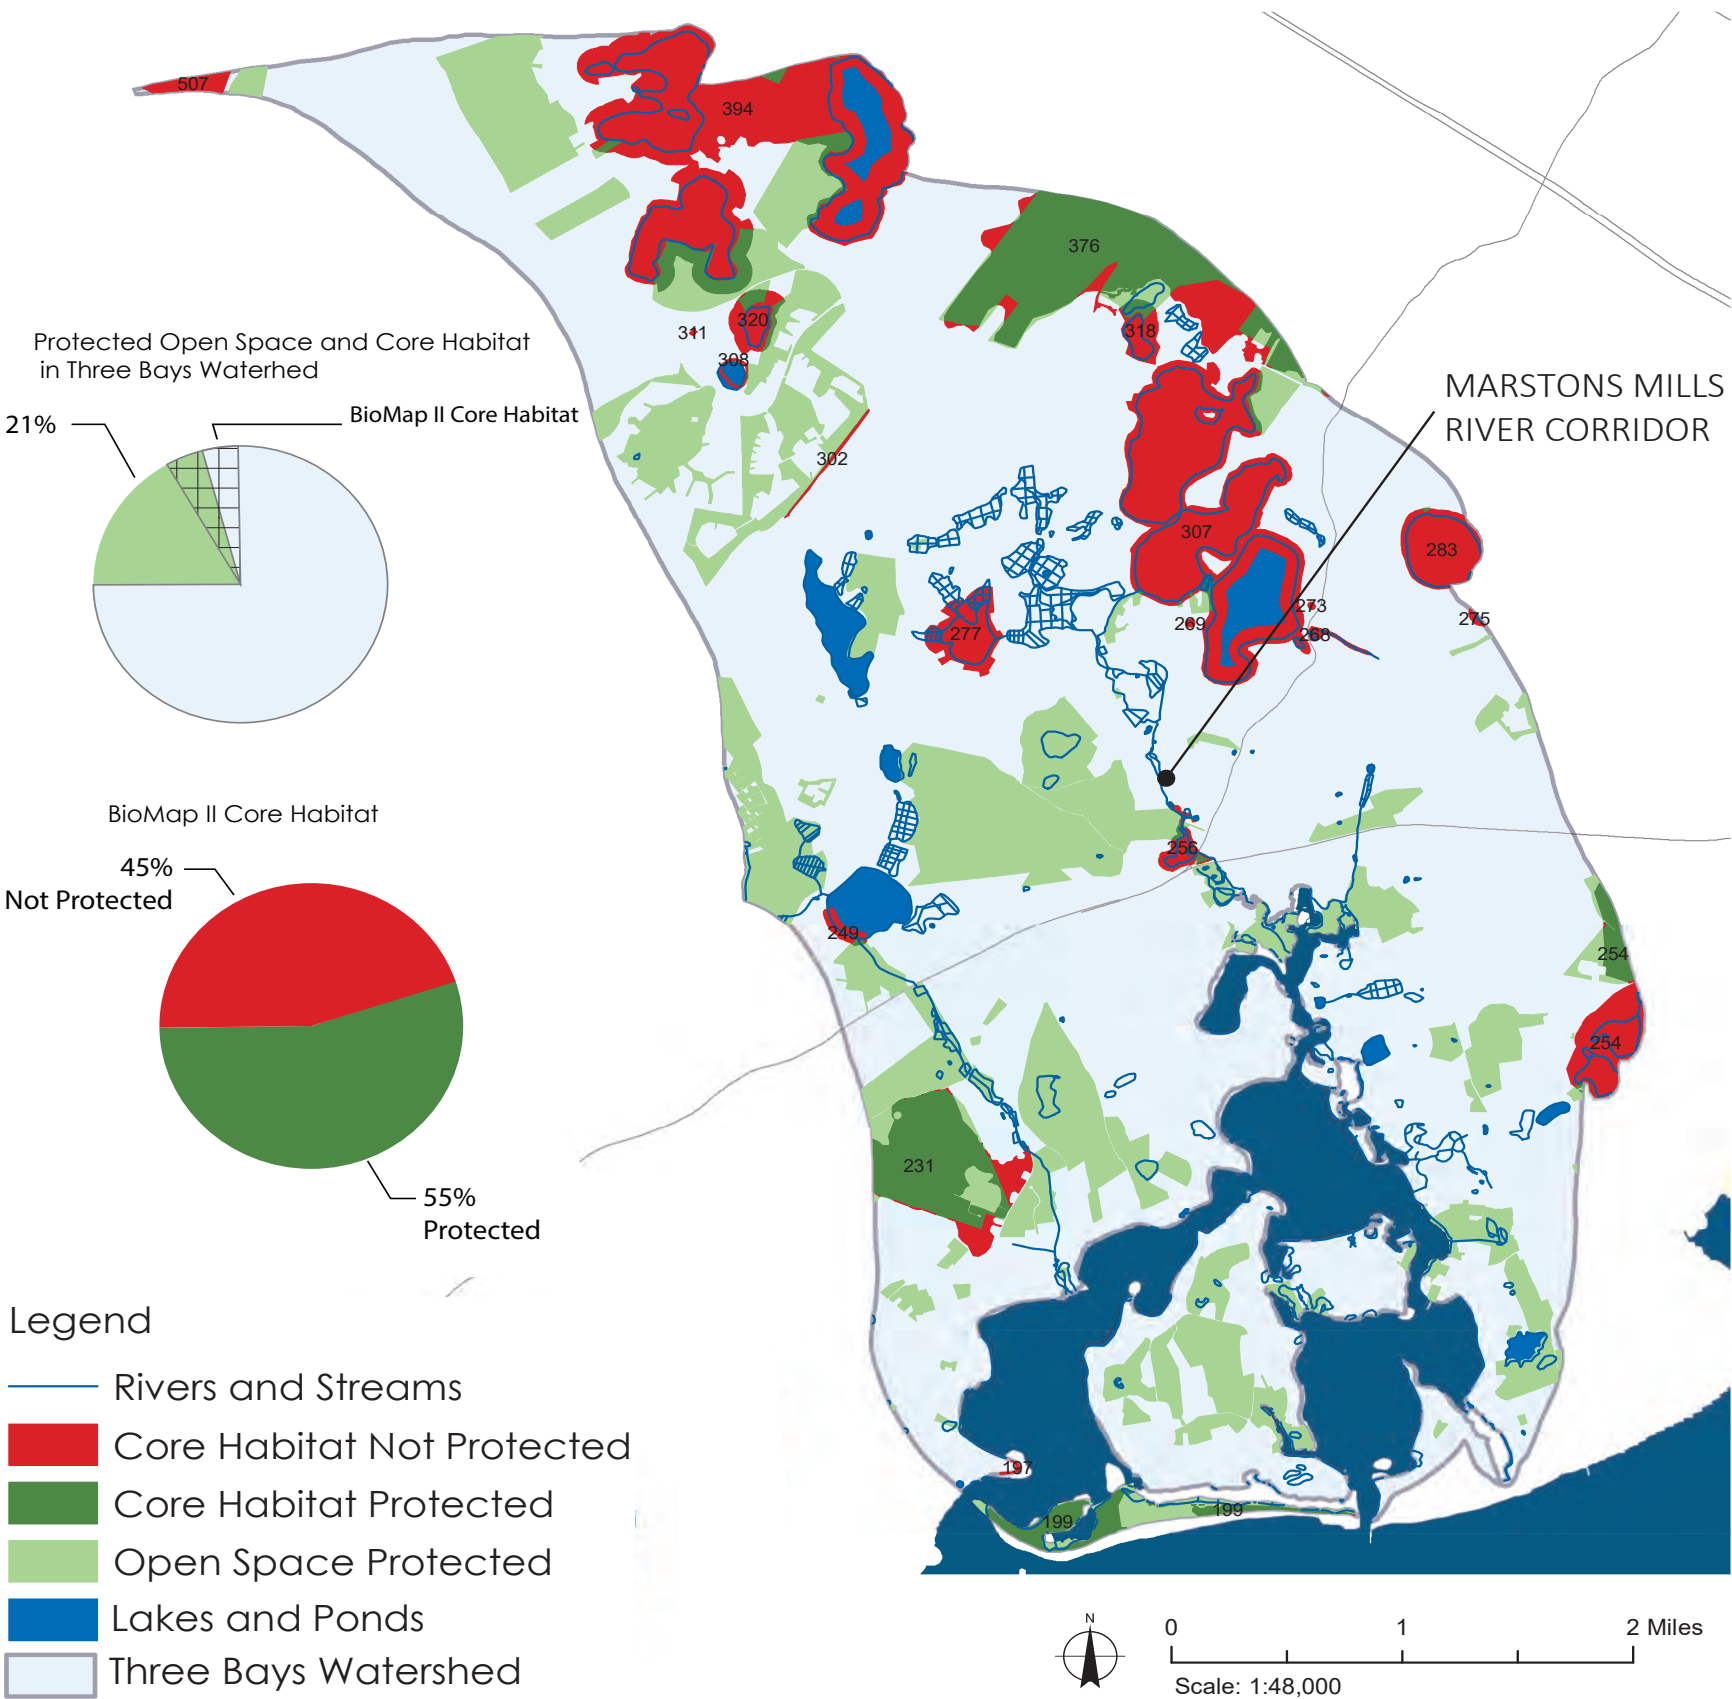 507
394
376
320
311
308
318
Protected Open Space and Core Habitat
in Three Bays Waterhed
21%
BioMap II Core Habitat
MARSTONS MILLS
RIVER CORRIDOR
302
307
283
273
275
269
268
277
BioMap II Core Habitat
45%
Not Protected
256
249
254
254
231
55%
Protected
197
199
199
Legend
Rivers and Streams
Core Habitat Not Protected
Core Habitat Protected
Open Space Protected
Lakes and Ponds
Three Bays Watershed
N
0 1 2 Miles
Scale: 1:48,000